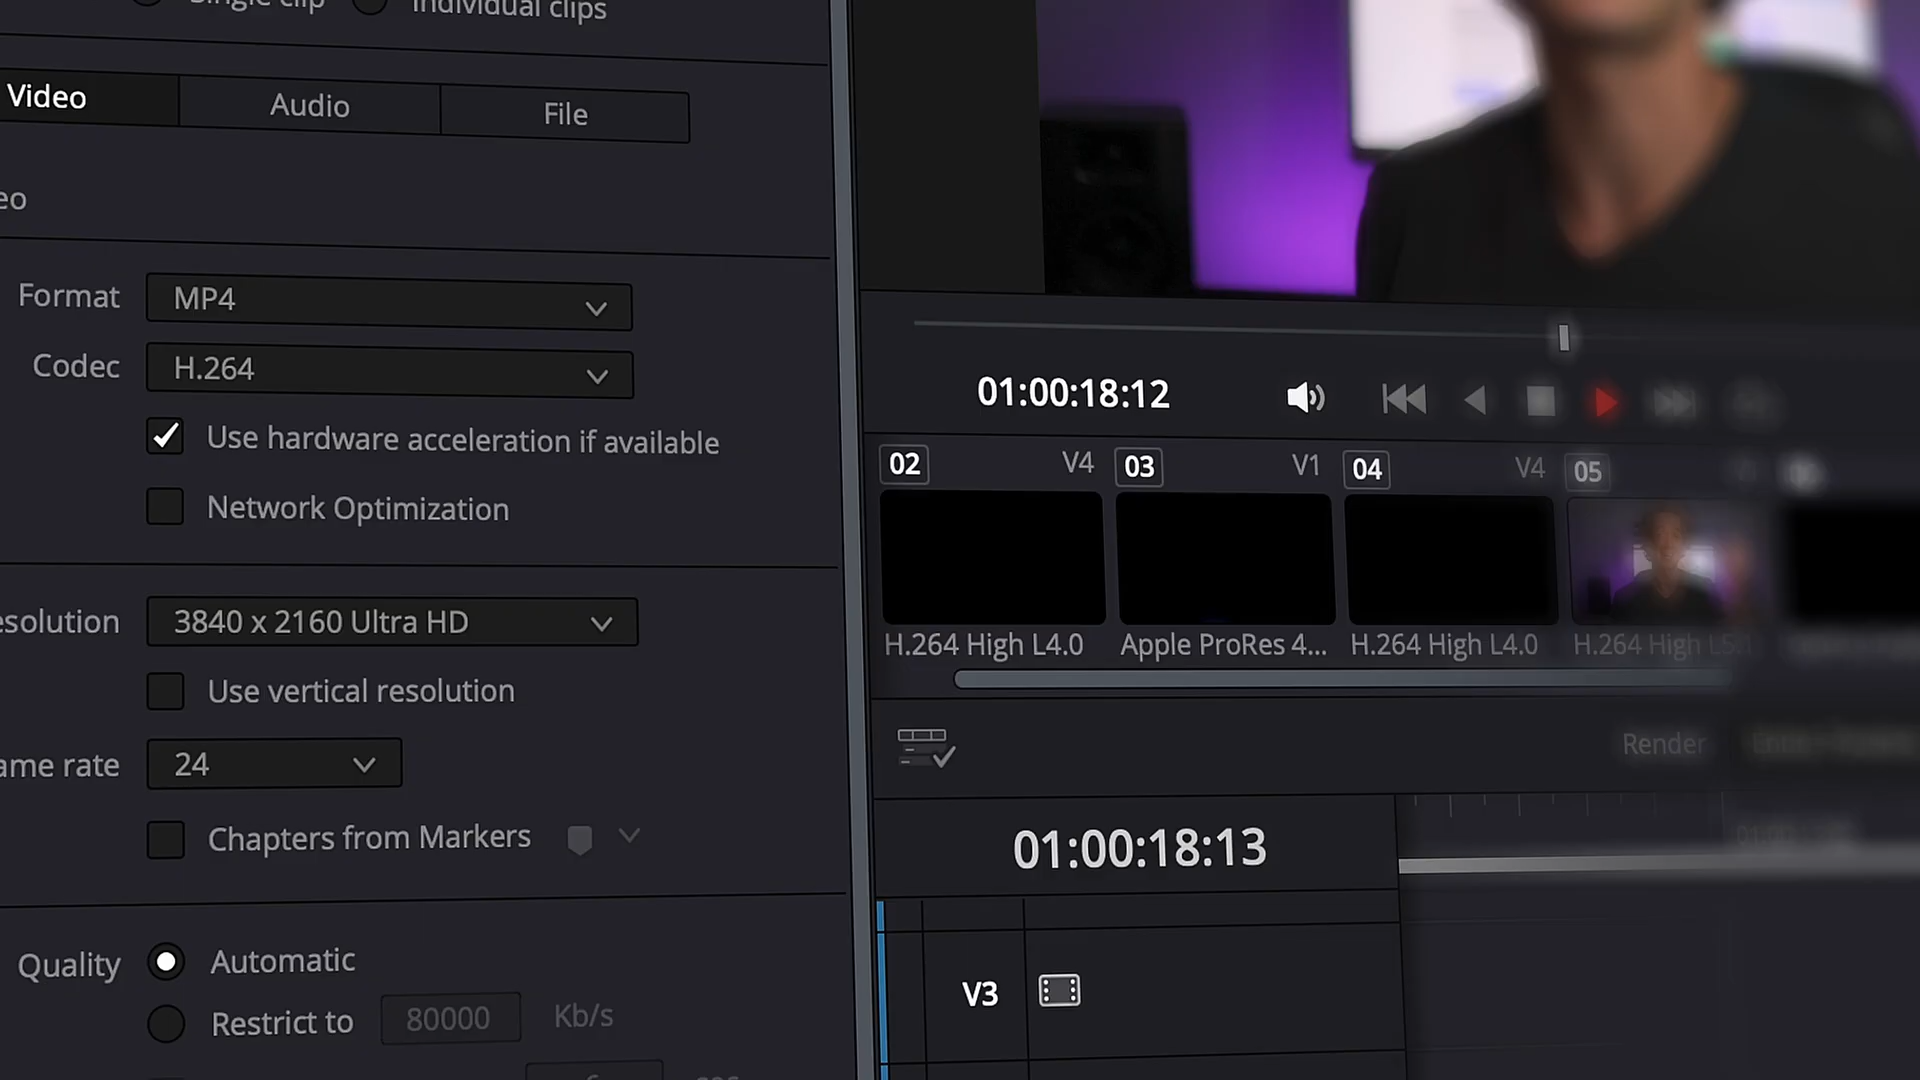 Single clip Individual clips
Video Audio File
eo
Format MP4
Codec H.264
Use hardware acceleration if available
Network Optimization
esolution 3840 x 2160 Ultra HD
Use vertical resolution
ame rate 24
Chapters from Markers
Quality Automatic
Restrict to 80000 Kb/s
01:00:18:12
02 V4 03 V1 04 V4 05
H.264 High L4.0 Apple ProRes 4... H.264 High L4.0 H.264 High L5.1
Render
01:00:18:13
V3